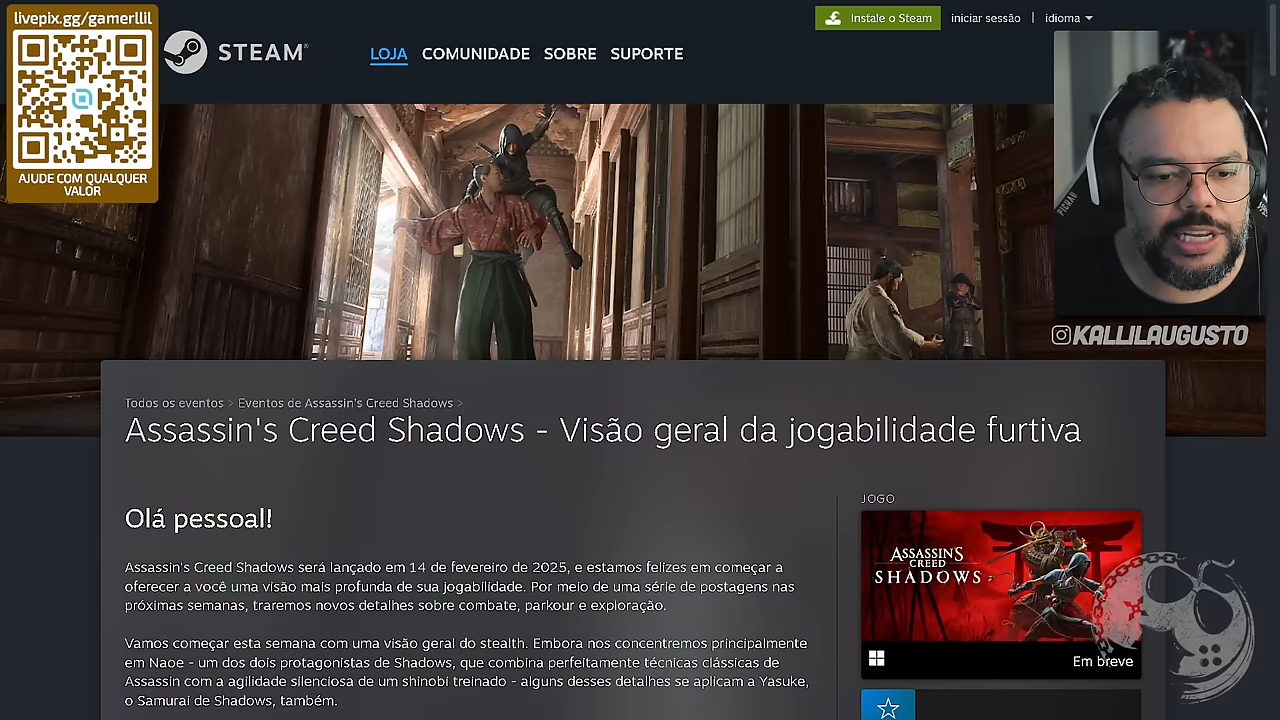 livepix.gg/gamerllil
AJUDE COM QUALQUER
VALOR
STEAM®
LOJA COMUNIDADE SOBRE SUPORTE
Instale o Steam iniciar sessão | idioma
PICHAU
KALLILAUGUSTO
Todos os eventos > Eventos de Assassin's Creed Shadows >
Assassin's Creed Shadows - Visão geral da jogabilidade furtiva
Olá pessoal!
Assassin's Creed Shadows será lançado em 14 de fevereiro de 2025, e estamos felizes em começar a
oferecer a você uma visão mais profunda de sua jogabilidade. Por meio de uma série de postagens nas
próximas semanas, traremos novos detalhes sobre combate, parkour e exploração.
Vamos começar esta semana com uma visão geral do stealth. Embora nos concentremos principalmente
em Naoe - um dos dois protagonistas de Shadows, que combina perfeitamente técnicas clássicas de
Assassin com a agilidade silenciosa de um shinobi treinado - alguns desses detalhes se aplicam a Yasuke,
o Samurai de Shadows, também.
JOGO
ASSASSIN'S
CREED
SHADOWS
Em breve